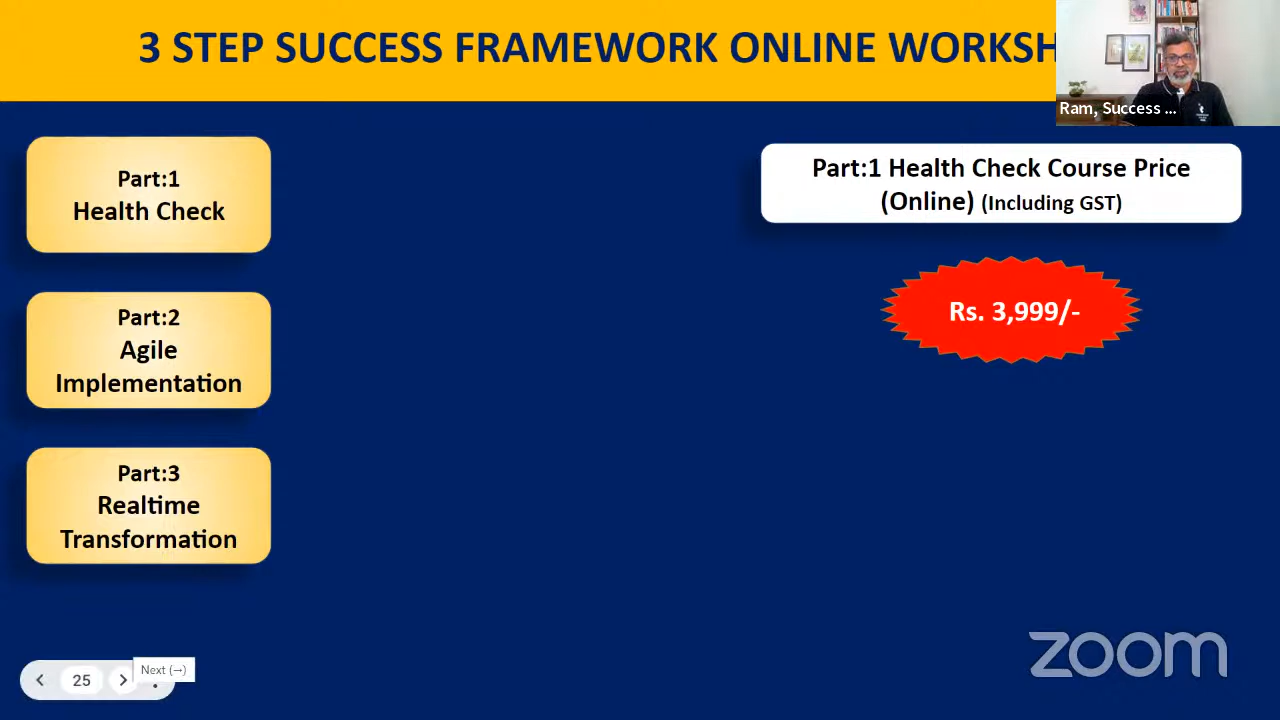 3 STEP SUCCESS FRAMEWORK ONLINE WORKSH
Ram, Success ...
Part:1
Health Check
Part:1 Health Check Course Price
(Online) (Including GST)
Rs. 3,999/-
Part:2
Agile
Implementation
Part:3
Realtime
Transformation
zoom
Next (→)
25